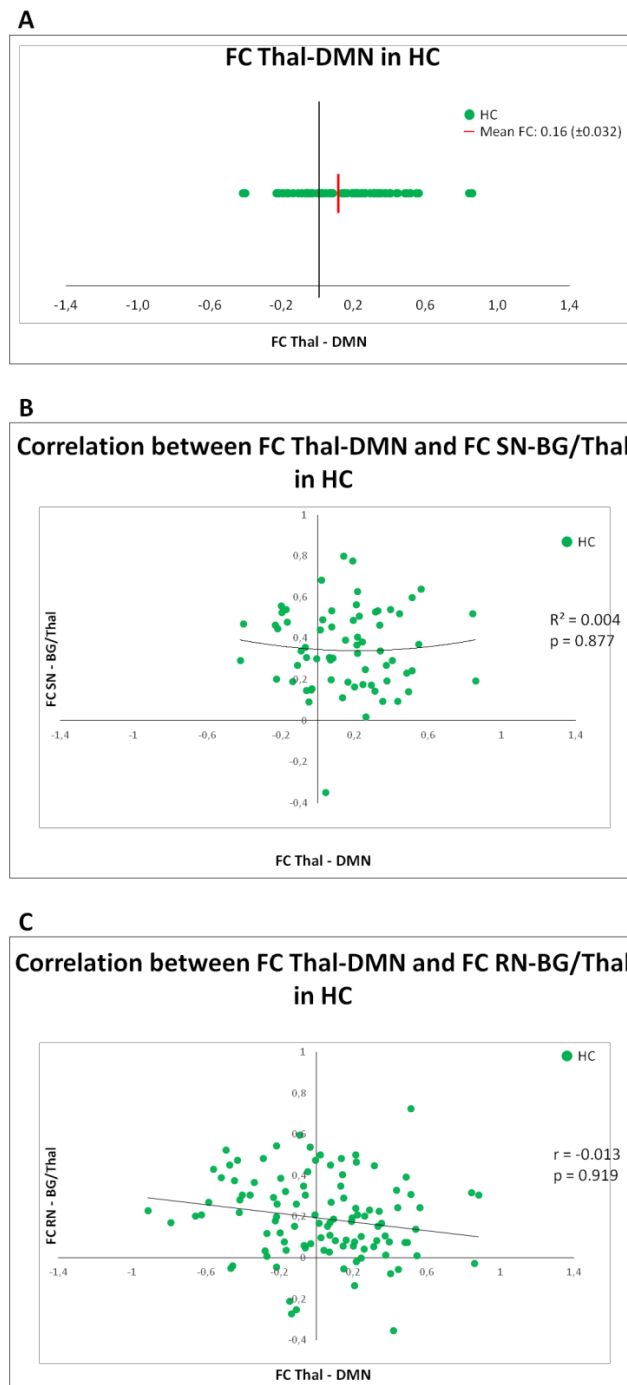 A
FC Thal-DMN in HC
HC
Mean FC: 0.16 (±0.032)
-1,4 -1 -0,6 -0,2 0,2 0,6 1 1,4
FC Thal - DMN
B
Correlation between FC Thal-DMN and FC SN-BG/Thal
in HC
1
HC
0,8
0,6
R² = 0.004
p = 0.877
0,4
0,2
FC SN - BG/Thal
0
-1,4 -1 -0,6 -0,2 0,2 0,6 1 1,4
-0,2
-0,4
FC Thal - DMN
C
Correlation between FC Thal-DMN and FC RN-BG/Thal
in HC
1
HC
0,8
0,6
r = -0.013
p = 0.919
0,4
0,2
FC RN - BG/Thal
0
-1,4 -1 -0,6 -0,2 0,2 0,6 1 1,4
-0,2
-0,4
FC Thal - DMN